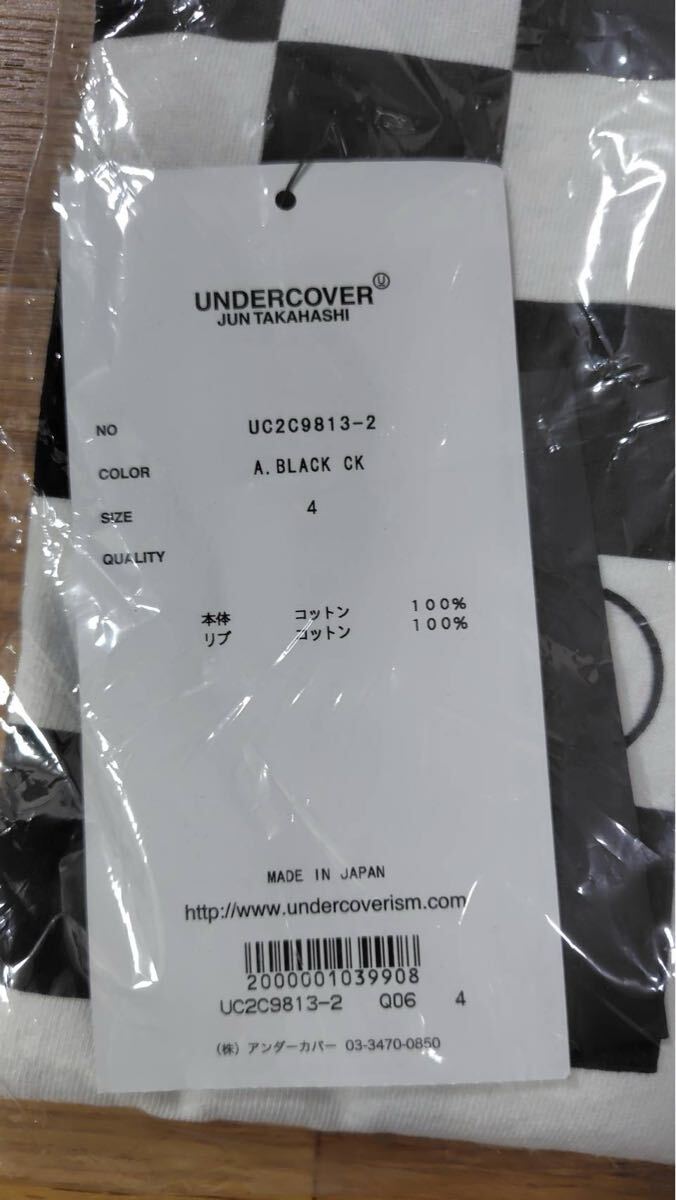 UNDERCOVER Ⓤ
JUN TAKAHASHI
NO UC2C9813-2
COLOR A.BLACK CK
SIZE 4
QUALITY
本体 コットン 100%
リブ コットン 100%
MADE IN JAPAN
http://www.undercoverism.com
2000001039908
UC2C9813-2 Q06 4
(株) アンダーカバー 03-3470-0850